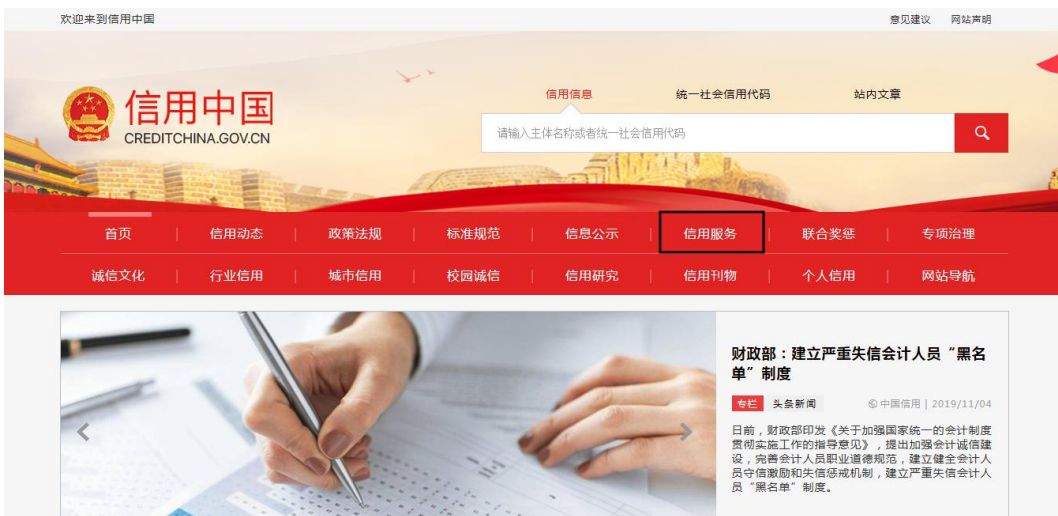 欢迎来到信用中国
意见建议 网站声明
信用中国
CREDITCHINA.GOV.CN
信用信息 统一社会信用代码 站内文章
请输入主体名称或者统一社会信用代码
首页 信用动态 政策法规 标准规范 信息公示 信用服务 联合奖惩 专项治理
诚信文化 行业信用 城市信用 校园诚信 信用研究 信用刊物 个人信用 网站导航
财政部：建立严重失信会计人员“黑名
单”制度
专栏 头条新闻 © 中国信用 | 2019/11/04
日前，财政部印发《关于加强国家统一的会计制度
贯彻实施工作的指导意见》，提出加强会计诚信建
设，完善会计人员职业道德规范，建立健全会计人
员守信激励和失信惩戒机制，建立严重失信会计人
员“黑名单”制度。